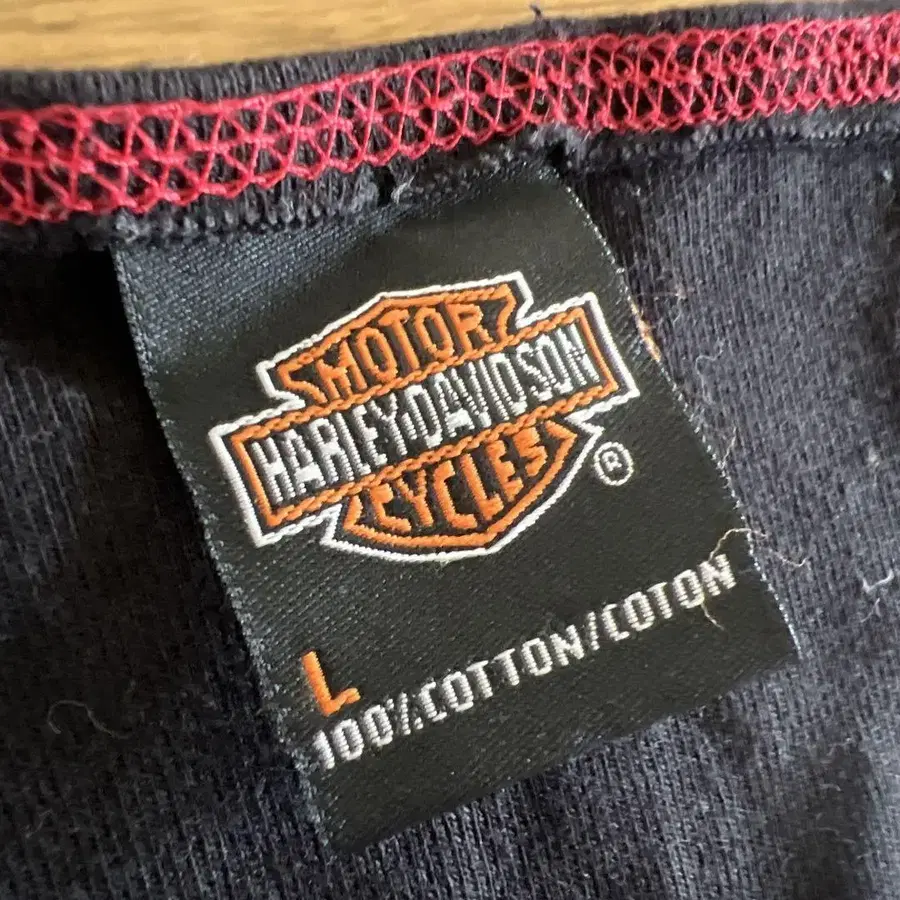 MOTOR
HARLEY-DAVIDSON
CYCLES
®
L
100% COTTON/COTON